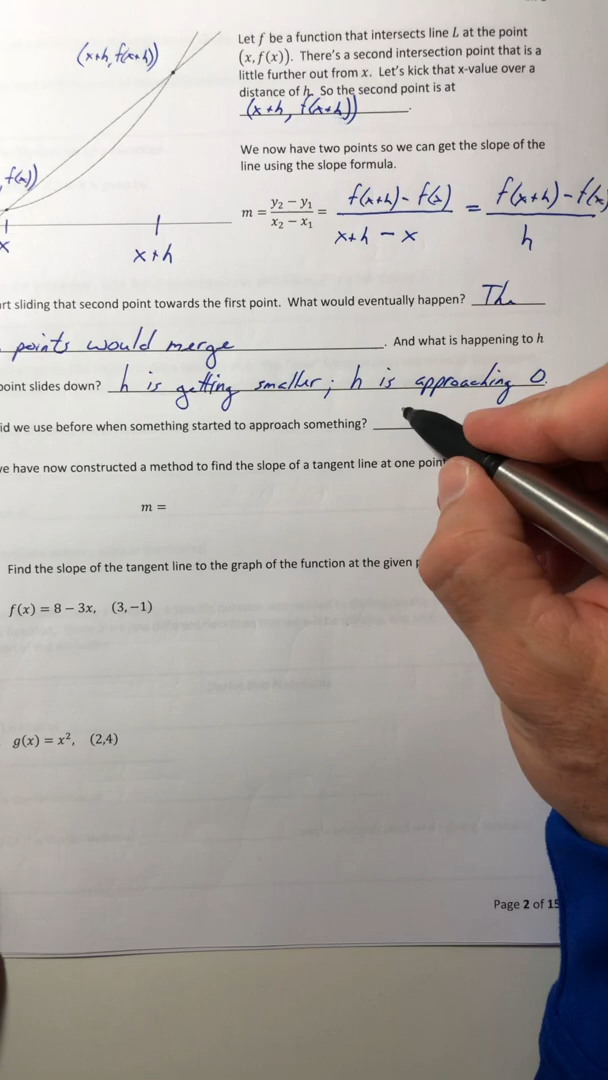 (x+h, f(x+h))
Let f be a function that intersects line L at the point
(x, f(x)). There's a second intersection point that is a
little further out from x. Let's kick that x-value over a
distance of h. So the second point is at
(x+h, f(x+h)).
We now have two points so we can get the slope of the
line using the slope formula.
f(x))
x
x+h
m = y₂ − y₁ / x₂ − x₁ = f(x+h) - f(x) / x+h - x = f(x+h) - f(x / h
rt sliding that second point towards the first point. What would eventually happen? Th
points would merge. And what is happening to h
point slides down? h is getting smaller; h is approaching 0.
id we use before when something started to approach something?
ve have now constructed a method to find the slope of a tangent line at one point
m =
Find the slope of the tangent line to the graph of the function at the given
f(x) = 8 − 3x, (3, −1)
g(x) = x², (2,4)
Page 2 of 15